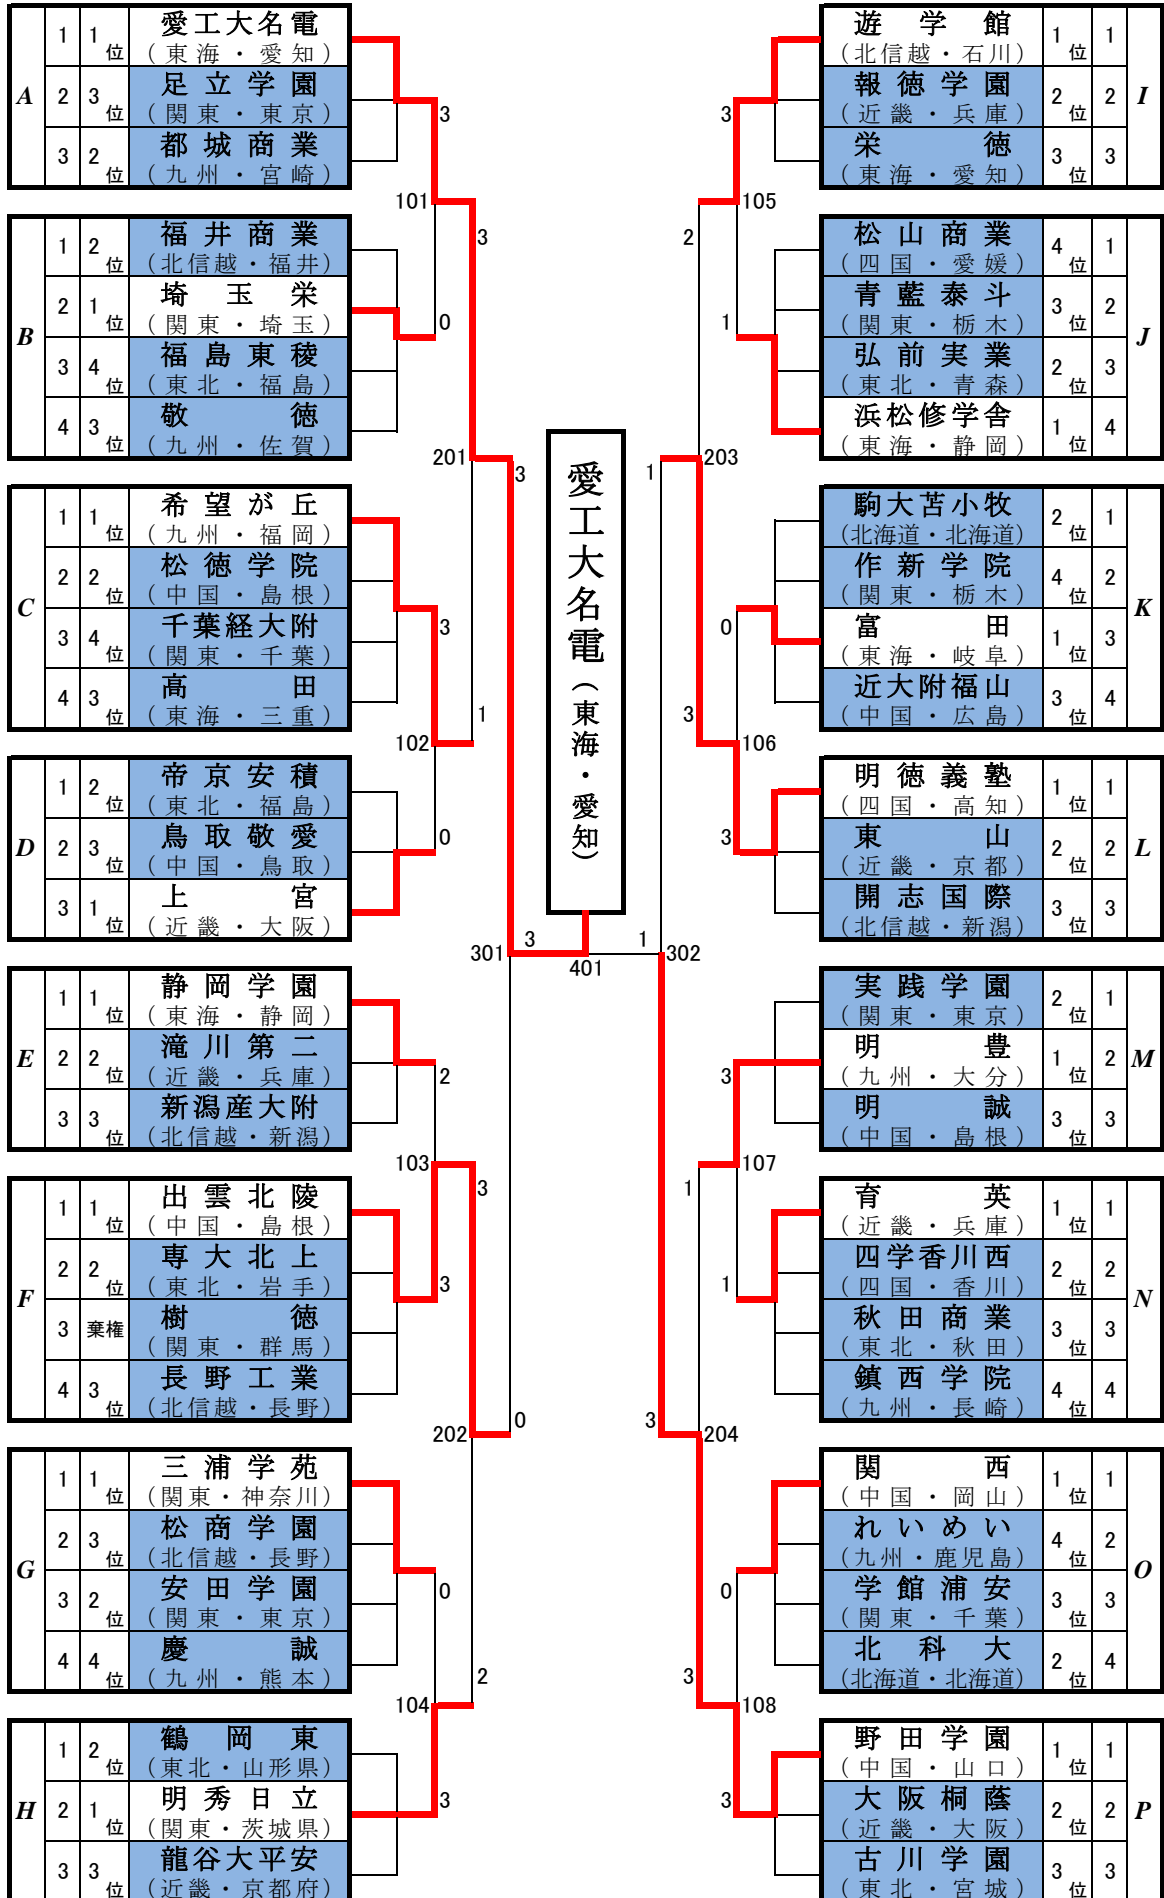 A
1 1位 愛工大名電
(東海・愛知)
2 3位 足立学園
(関東・東京)
3 2位 都城商業
(九州・宮崎)
B
1 2位 福井商業
(北信越・福井)
2 1位 埼玉栄
(関東・埼玉)
3 4位 福島東稜
(東北・福島)
4 3位 敬徳
(九州・佐賀)
C
1 1位 希望が丘
(九州・福岡)
2 2位 松徳学院
(中国・島根)
3 4位 千葉経大附
(関東・千葉)
4 3位 高田
(東海・三重)
D
1 2位 帝京安積
(東北・福島)
2 3位 鳥取敬愛
(中国・鳥取)
3 1位 上宮
(近畿・大阪)
E
1 1位 静岡学園
(東海・静岡)
2 2位 滝川第二
(近畿・兵庫)
3 3位 新潟産大附
(北信越・新潟)
F
1 1位 出雲北陵
(中国・島根)
2 2位 専大北上
(東北・岩手)
3 棄権 樹徳
(関東・群馬)
4 3位 長野工業
(北信越・長野)
G
1 1位 三浦学苑
(関東・神奈川)
2 3位 松商学園
(北信越・長野)
3 2位 安田学園
(関東・東京)
4 4位 慶誠
(九州・熊本)
H
1 2位 鶴岡東
(東北・山形県)
2 1位 明秀日立
(関東・茨城県)
3 3位 龍谷大平安
(近畿・京都府)
3
101
3
0
201
3
3
1
102
0
301
3
2
103
3
3
202
0
0
2
104
3
愛工大名電(東海・愛知)
401
3
105
2
1
1
203
0
3
106
3
1
302
3
107
1
1
3
204
0
3
108
3
遊学館 1位 1
(北信越・石川)
報徳学園 2位 2
(近畿・兵庫)
栄徳 3位 3
(東海・愛知)
I
松山商業 4位 1
(四国・愛媛)
青藍泰斗 3位 2
(関東・栃木)
弘前実業 2位 3
(東北・青森)
浜松修学舎 1位 4
(東海・静岡)
J
駒大苫小牧 2位 1
(北海道・北海道)
作新学院 4位 2
(関東・栃木)
富田 1位 3
(東海・岐阜)
近大附福山 3位 4
(中国・広島)
K
明徳義塾 1位 1
(四国・高知)
東山 2位 2
(近畿・京都)
開志国際 3位 3
(北信越・新潟)
L
実践学園 2位 1
(関東・東京)
明豊 1位 2
(九州・大分)
明誠 3位 3
(中国・島根)
M
育英 1位 1
(近畿・兵庫)
四学香川西 2位 2
(四国・香川)
秋田商業 3位 3
(東北・秋田)
鎮西学院 4位 4
(九州・長崎)
N
関西 1位 1
(中国・岡山)
れいめい 4位 2
(九州・鹿児島)
学館浦安 3位 3
(関東・千葉)
北科大 2位 4
(北海道・北海道)
O
野田学園 1位 1
(中国・山口)
大阪桐蔭 2位 2
(近畿・大阪)
古川学園 3位 3
(東北・宮城)
P